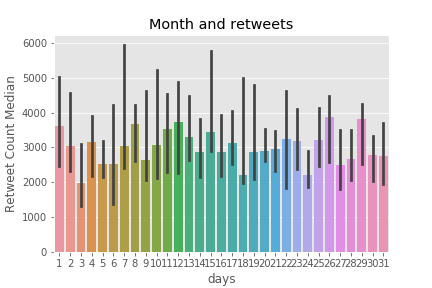 Month and retweets
6000
5000
4000
3000
2000
1000
0
Retweet Count Median
1 2 3 4 5 6 7 8 9 10 11 12 13 14 15 16 17 18 19 20 21 22 23 24 25 26 27 28 29 30 31
days